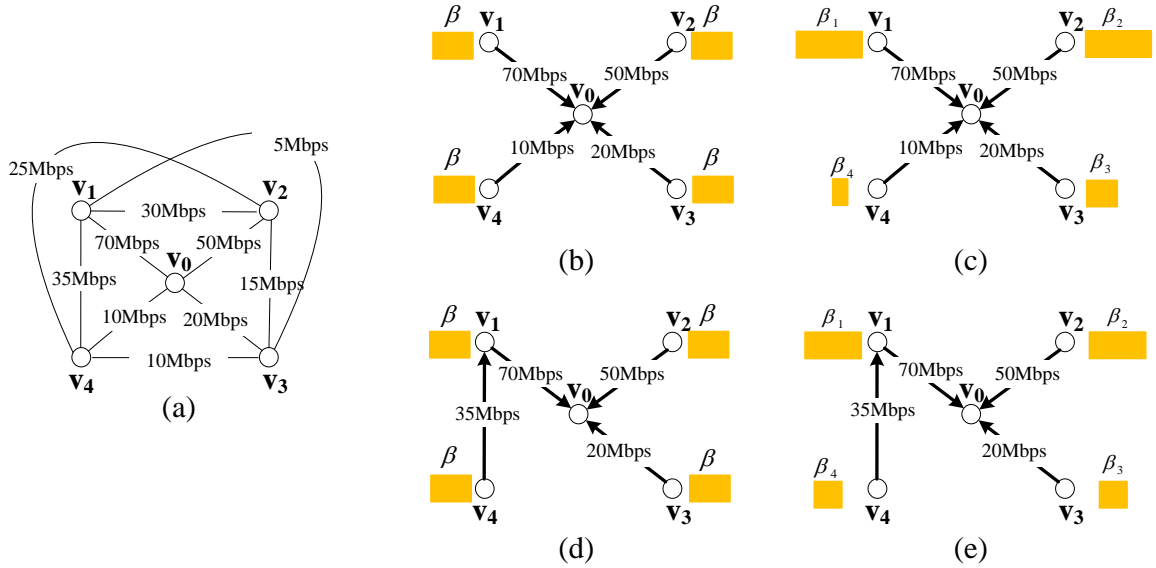 25Mbps
5Mbps
v1
v2
30Mbps
70Mbps
50Mbps
v0
35Mbps
15Mbps
10Mbps
20Mbps
10Mbps
v4
v3
(a)
β
v1
v2
β
70Mbps
50Mbps
v0
10Mbps
20Mbps
β
β
v4
v3
(b)
β1
v1
v2
β2
70Mbps
50Mbps
v0
10Mbps
20Mbps
β4
β3
v4
v3
(c)
β
v1
v2
β
70Mbps
50Mbps
v0
35Mbps
20Mbps
β
β
v4
v3
(d)
β1
v1
v2
β2
70Mbps
50Mbps
v0
35Mbps
20Mbps
β4
β3
v4
v3
(e)